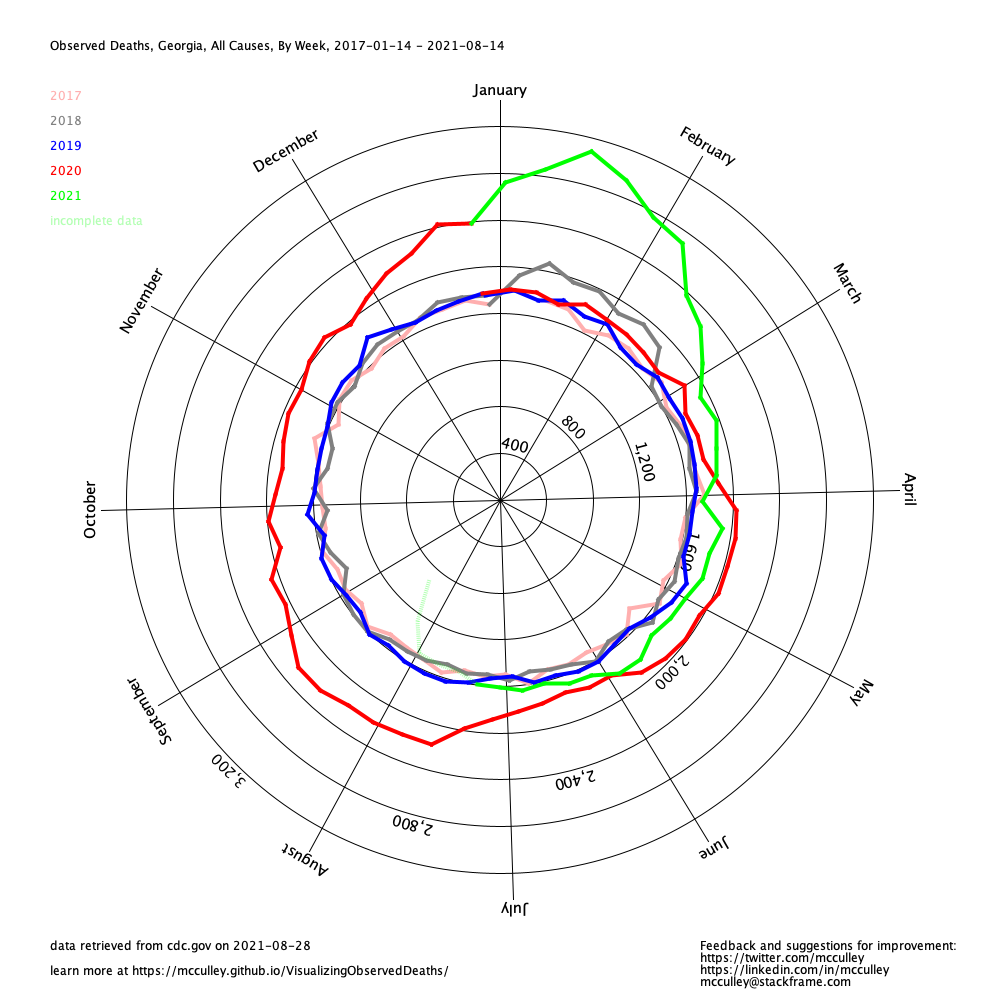 Observed Deaths, Georgia, All Causes, By Week, 2017-01-14 - 2021-08-14
2017
2018
2019
2020
2021
incomplete data
January
February
March
April
May
June
July
August
September
October
November
December
400
800
1,200
1,600
2,000
2,400
2,800
3,200
data retrieved from cdc.gov on 2021-08-28
learn more at https://mcculley.github.io/VisualizingObservedDeaths/
Feedback and suggestions for improvement:
https://twitter.com/mcculley
https://linkedin.com/in/mcculley
mcculley@stackframe.com